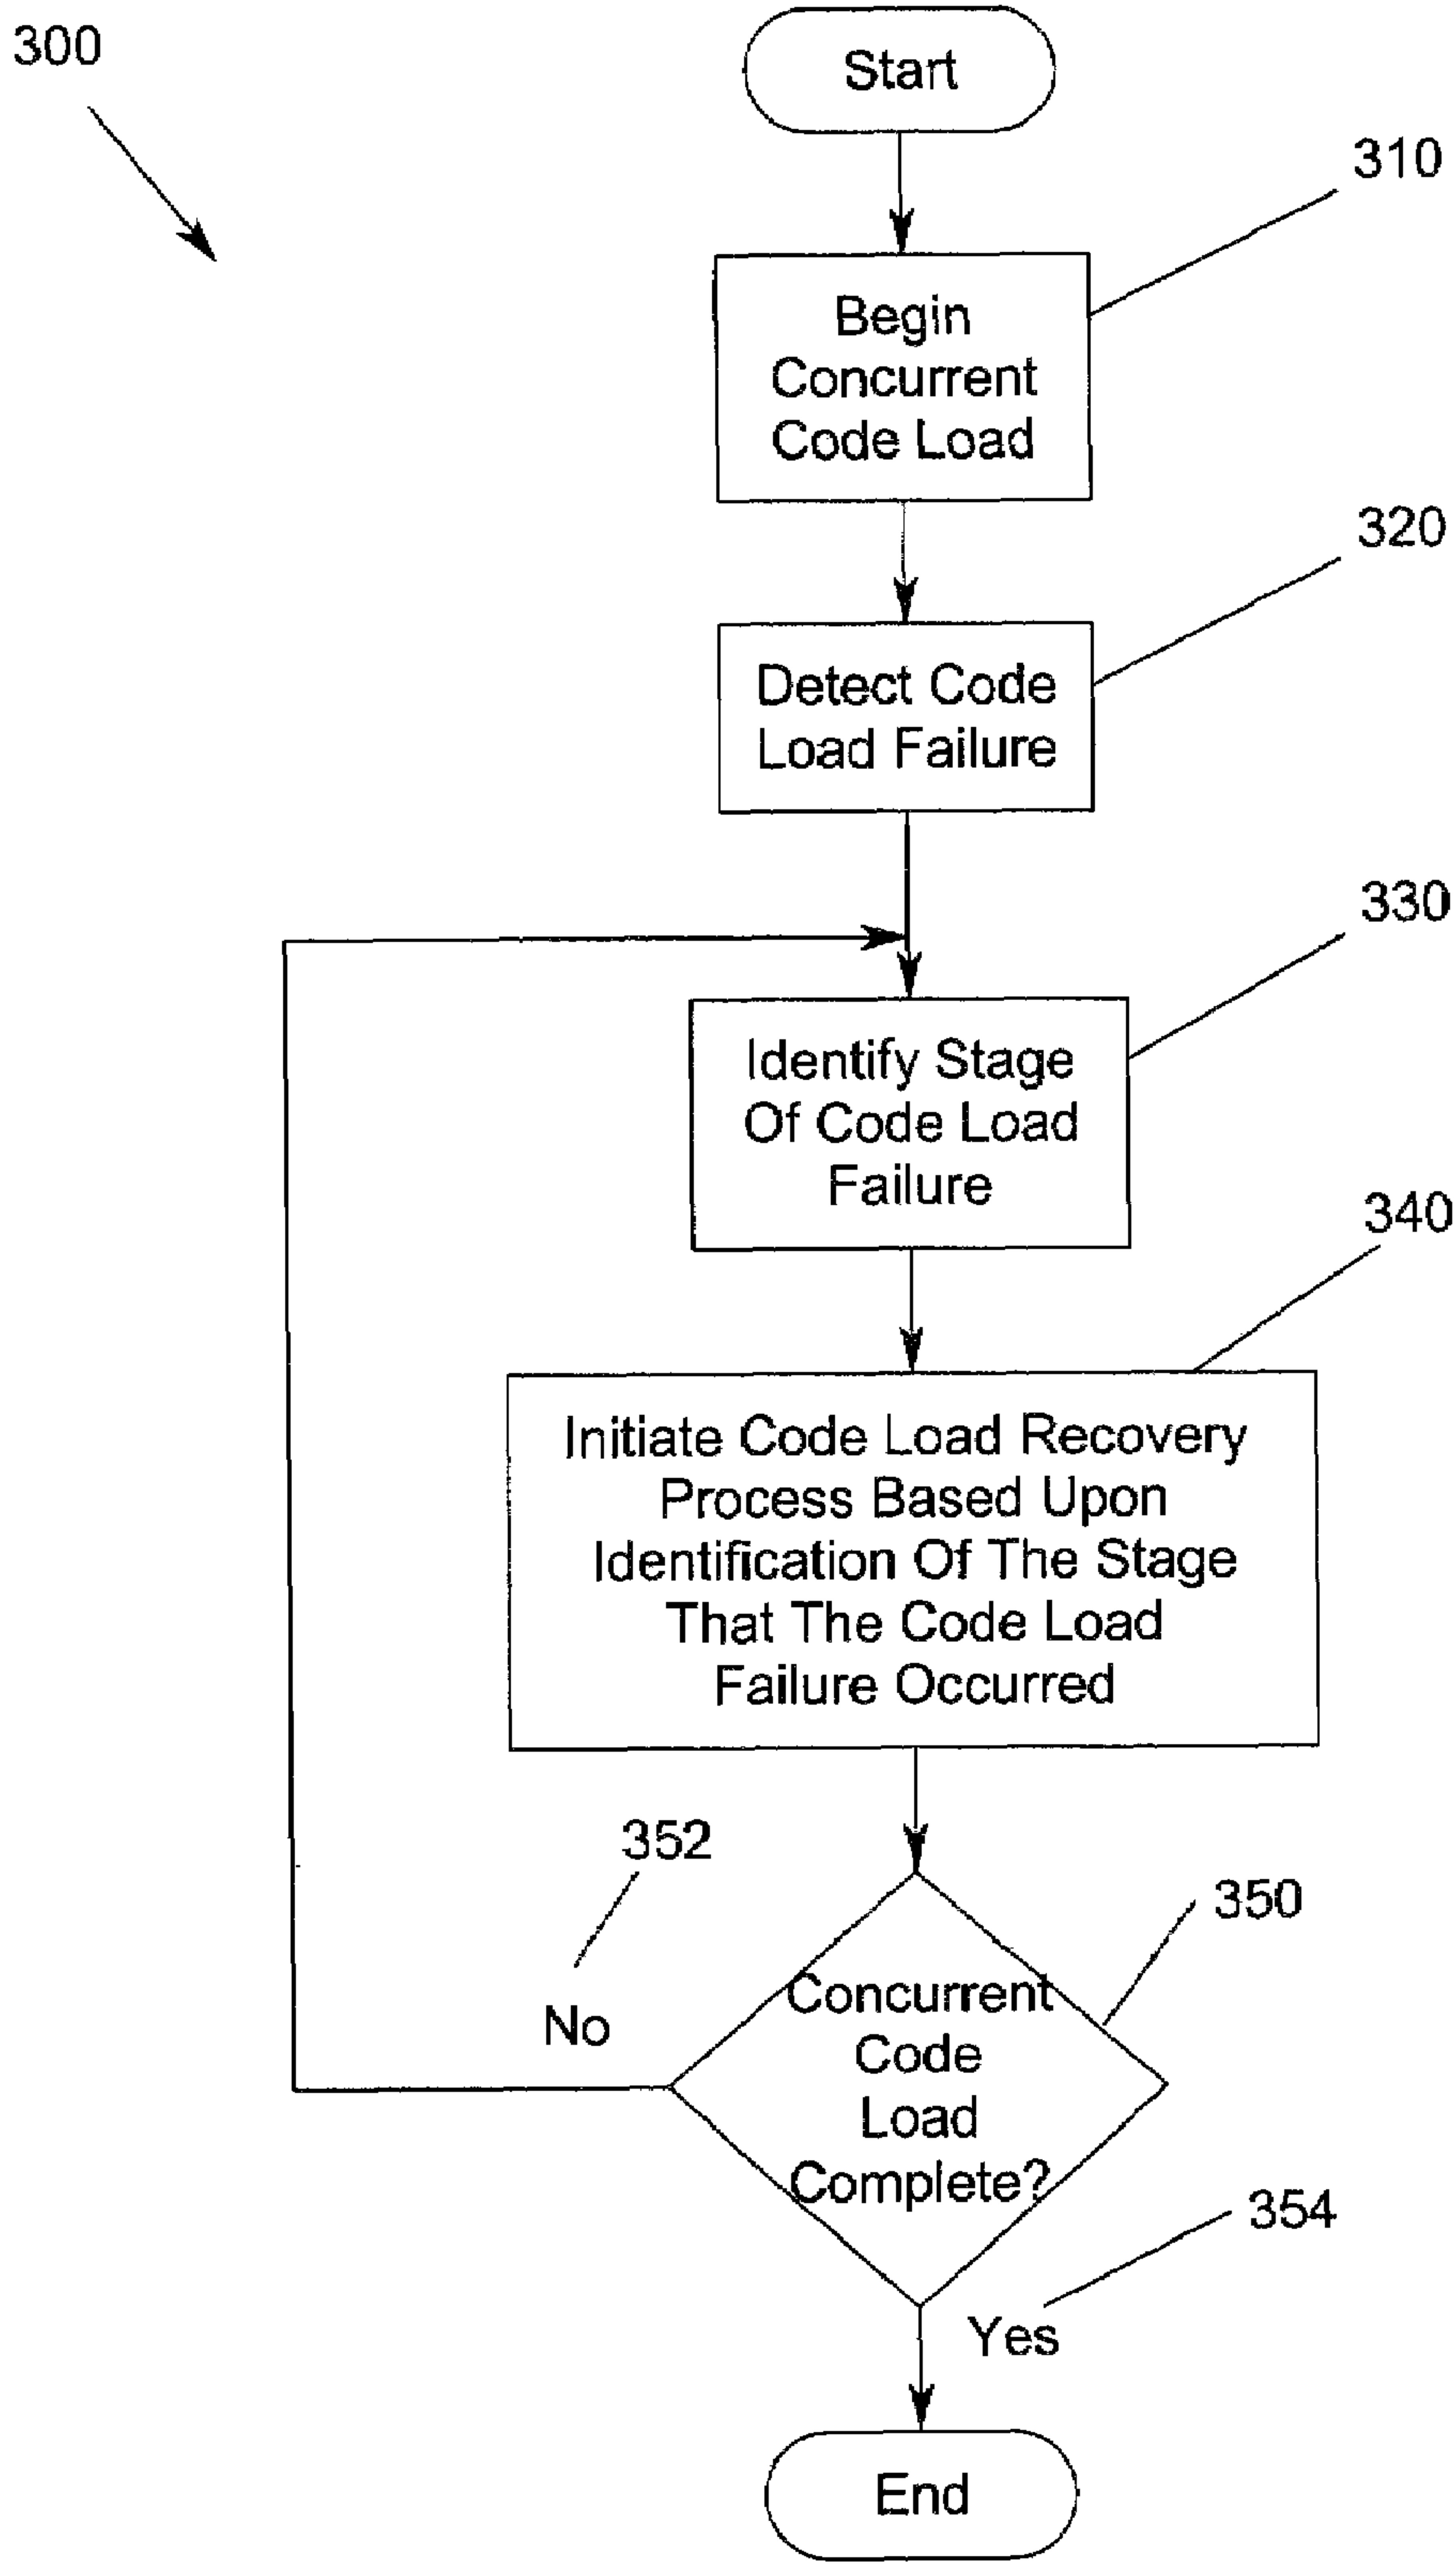 300
Start
310
Begin
Concurrent
Code Load
320
Detect Code
Load Failure
330
Identify Stage
Of Code Load
Failure
340
Initiate Code Load Recovery
Process Based Upon
Identification Of The Stage
That The Code Load
Failure Occurred
352
350
No
Concurrent
Code
Load
Complete?
354
Yes
End